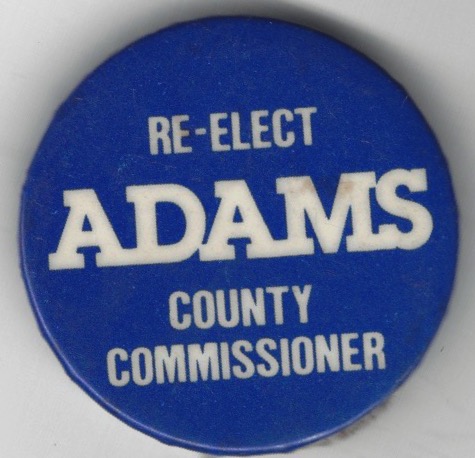 RE-ELECT
ADAMS
COUNTY
COMMISSIONER